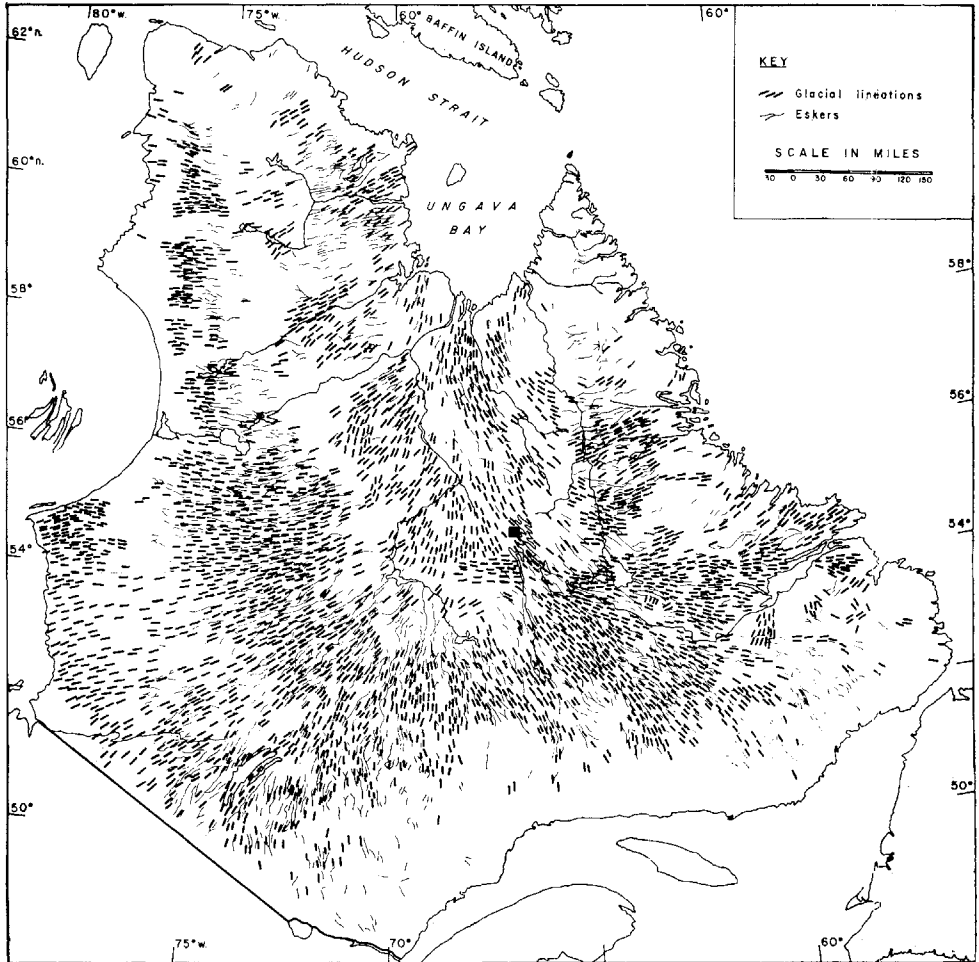 80°w.
75°w.
60°
60°
62°n.
BAFFIN ISLAND
HUDSON STRAIT
KEY
Glacial lineations
Eskers
SCALE IN MILES
30 0 30 60 90 120 150
60°n.
UNGAVA
BAY
58°
58°
56°
56°
54°
54°
52°
50°
50°
75°w.
70°
60°